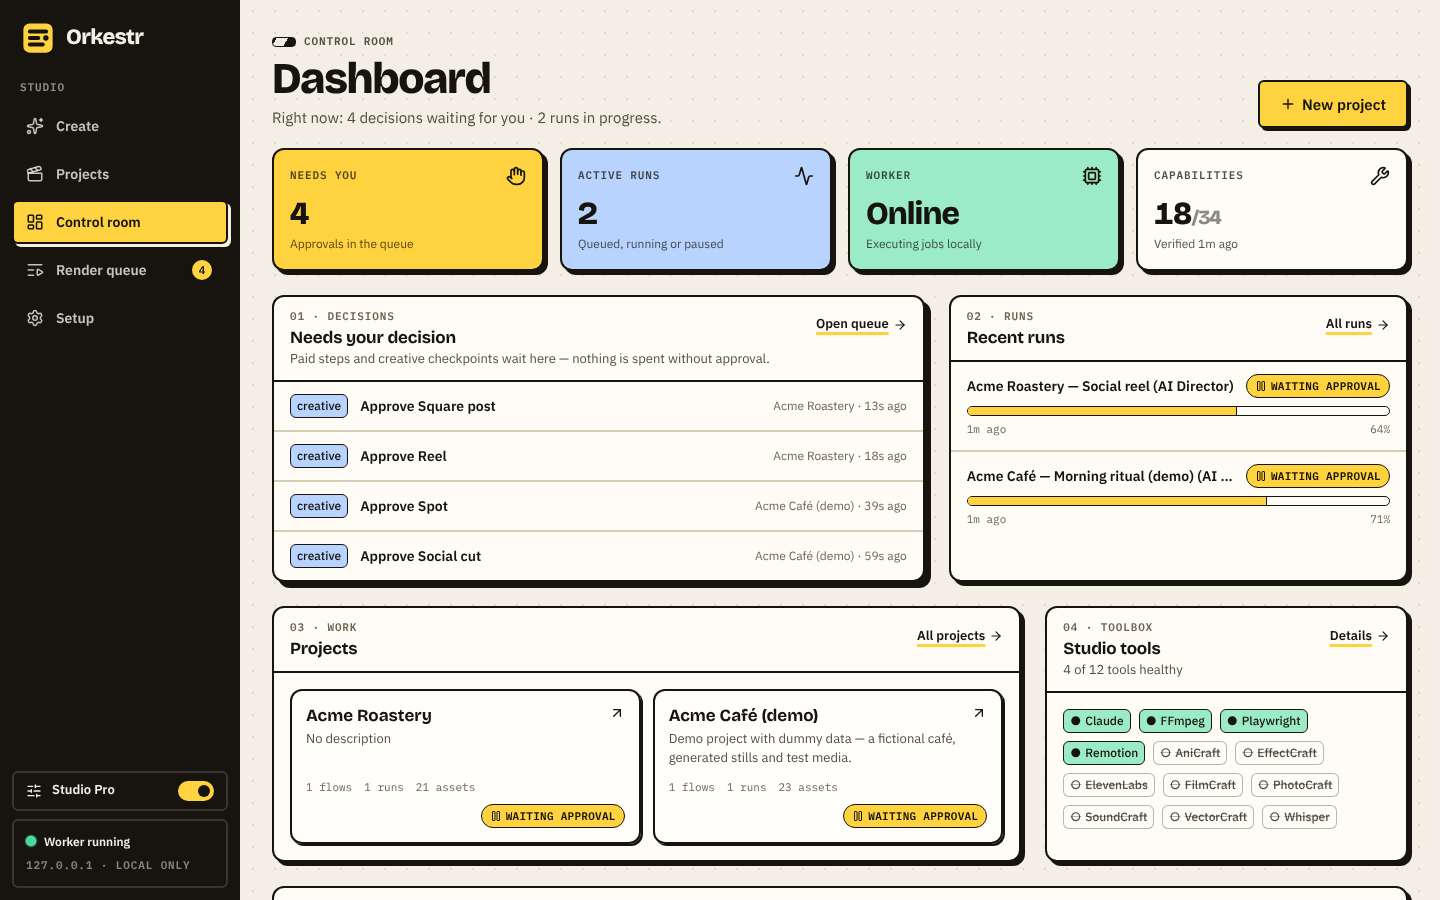 Orkestr
STUDIO
Create
Projects
Control room
Render queue 4
Setup
Studio Pro
Worker running
127.0.0.1 · LOCAL ONLY
CONTROL ROOM
Dashboard
Right now: 4 decisions waiting for you · 2 runs in progress.
New project
NEEDS YOU
4
Approvals in the queue
ACTIVE RUNS
2
Queued, running or paused
WORKER
Online
Executing jobs locally
CAPABILITIES
18/34
Verified 1m ago
01 · DECISIONS
Needs your decision
Paid steps and creative checkpoints wait here — nothing is spent without approval.
Open queue
creative Approve Square post Acme Roastery · 13s ago
creative Approve Reel Acme Roastery · 18s ago
creative Approve Spot Acme Café (demo) · 39s ago
creative Approve Social cut Acme Café (demo) · 59s ago
02 · RUNS
Recent runs
All runs
Acme Roastery — Social reel (AI Director) WAITING APPROVAL
1m ago 64%
Acme Café — Morning ritual (demo) (AI ... WAITING APPROVAL
1m ago 71%
03 · WORK
Projects
All projects
Acme Roastery
No description
1 flows 1 runs 21 assets
WAITING APPROVAL
Acme Café (demo)
Demo project with dummy data — a fictional café,
generated stills and test media.
1 flows 1 runs 23 assets
WAITING APPROVAL
04 · TOOLBOX
Studio tools
4 of 12 tools healthy
Details
Claude FFmpeg Playwright
Remotion AniCraft EffectCraft
ElevenLabs FilmCraft PhotoCraft
SoundCraft VectorCraft Whisper